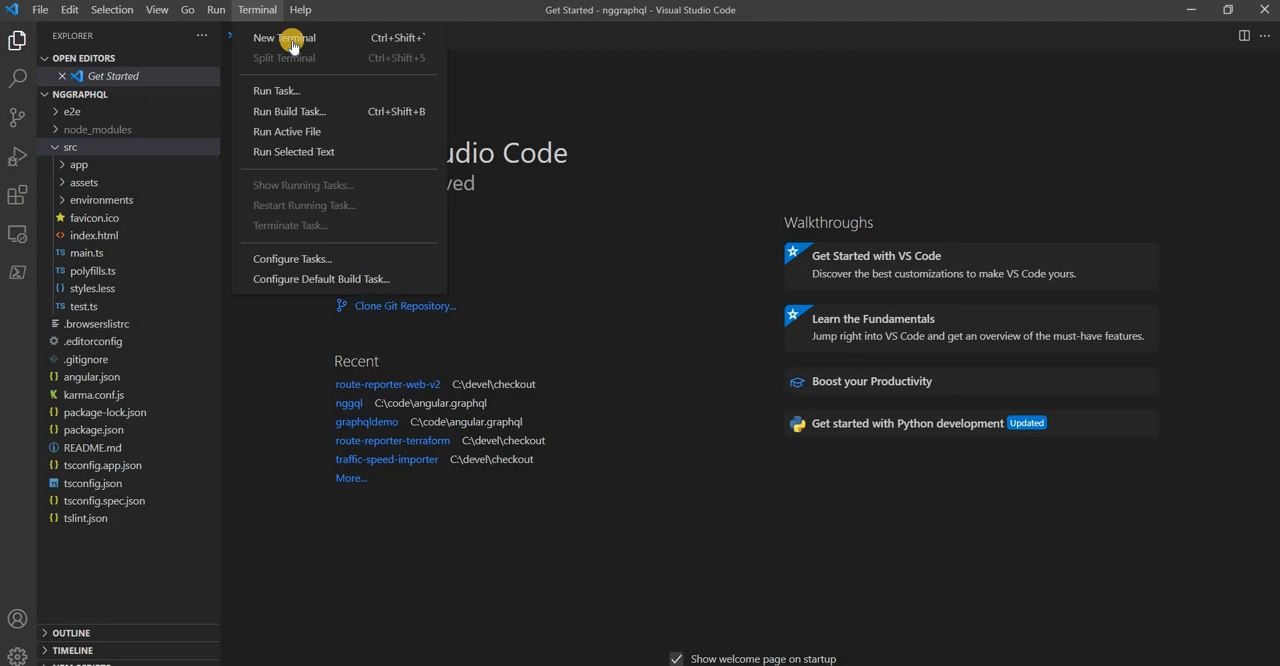 File Edit Selection View Go Run Terminal Help
Get Started - nggraphql - Visual Studio Code
EXPLORER
OPEN EDITORS
Get Started
NGGRAPHQL
e2e
node_modules
src
app
assets
environments
favicon.ico
index.html
main.ts
polyfills.ts
styles.less
test.ts
.browserslistrc
.editorconfig
.gitignore
angular.json
karma.conf.js
package-lock.json
package.json
README.md
tsconfig.app.json
tsconfig.json
tsconfig.spec.json
tslint.json
OUTLINE
TIMELINE
New Terminal Ctrl+Shift+`
Split Terminal Ctrl+Shift+5
Run Task...
Run Build Task... Ctrl+Shift+B
Run Active File
Run Selected Text
Show Running Tasks...
Restart Running Task...
Terminate Task...
Configure Tasks...
Configure Default Build Task...
udio Code
ved
Clone Git Repository...
Recent
route-reporter-web-v2 C:\devel\checkout
nggql C:\code\angular.graphql
graphqldemo C:\code\angular.graphql
route-reporter-terraform C:\devel\checkout
traffic-speed-importer C:\devel\checkout
More...
Walkthroughs
Get Started with VS Code
Discover the best customizations to make VS Code yours.
Learn the Fundamentals
Jump right into VS Code and get an overview of the must-have features.
Boost your Productivity
Get started with Python development Updated
Show welcome page on startup